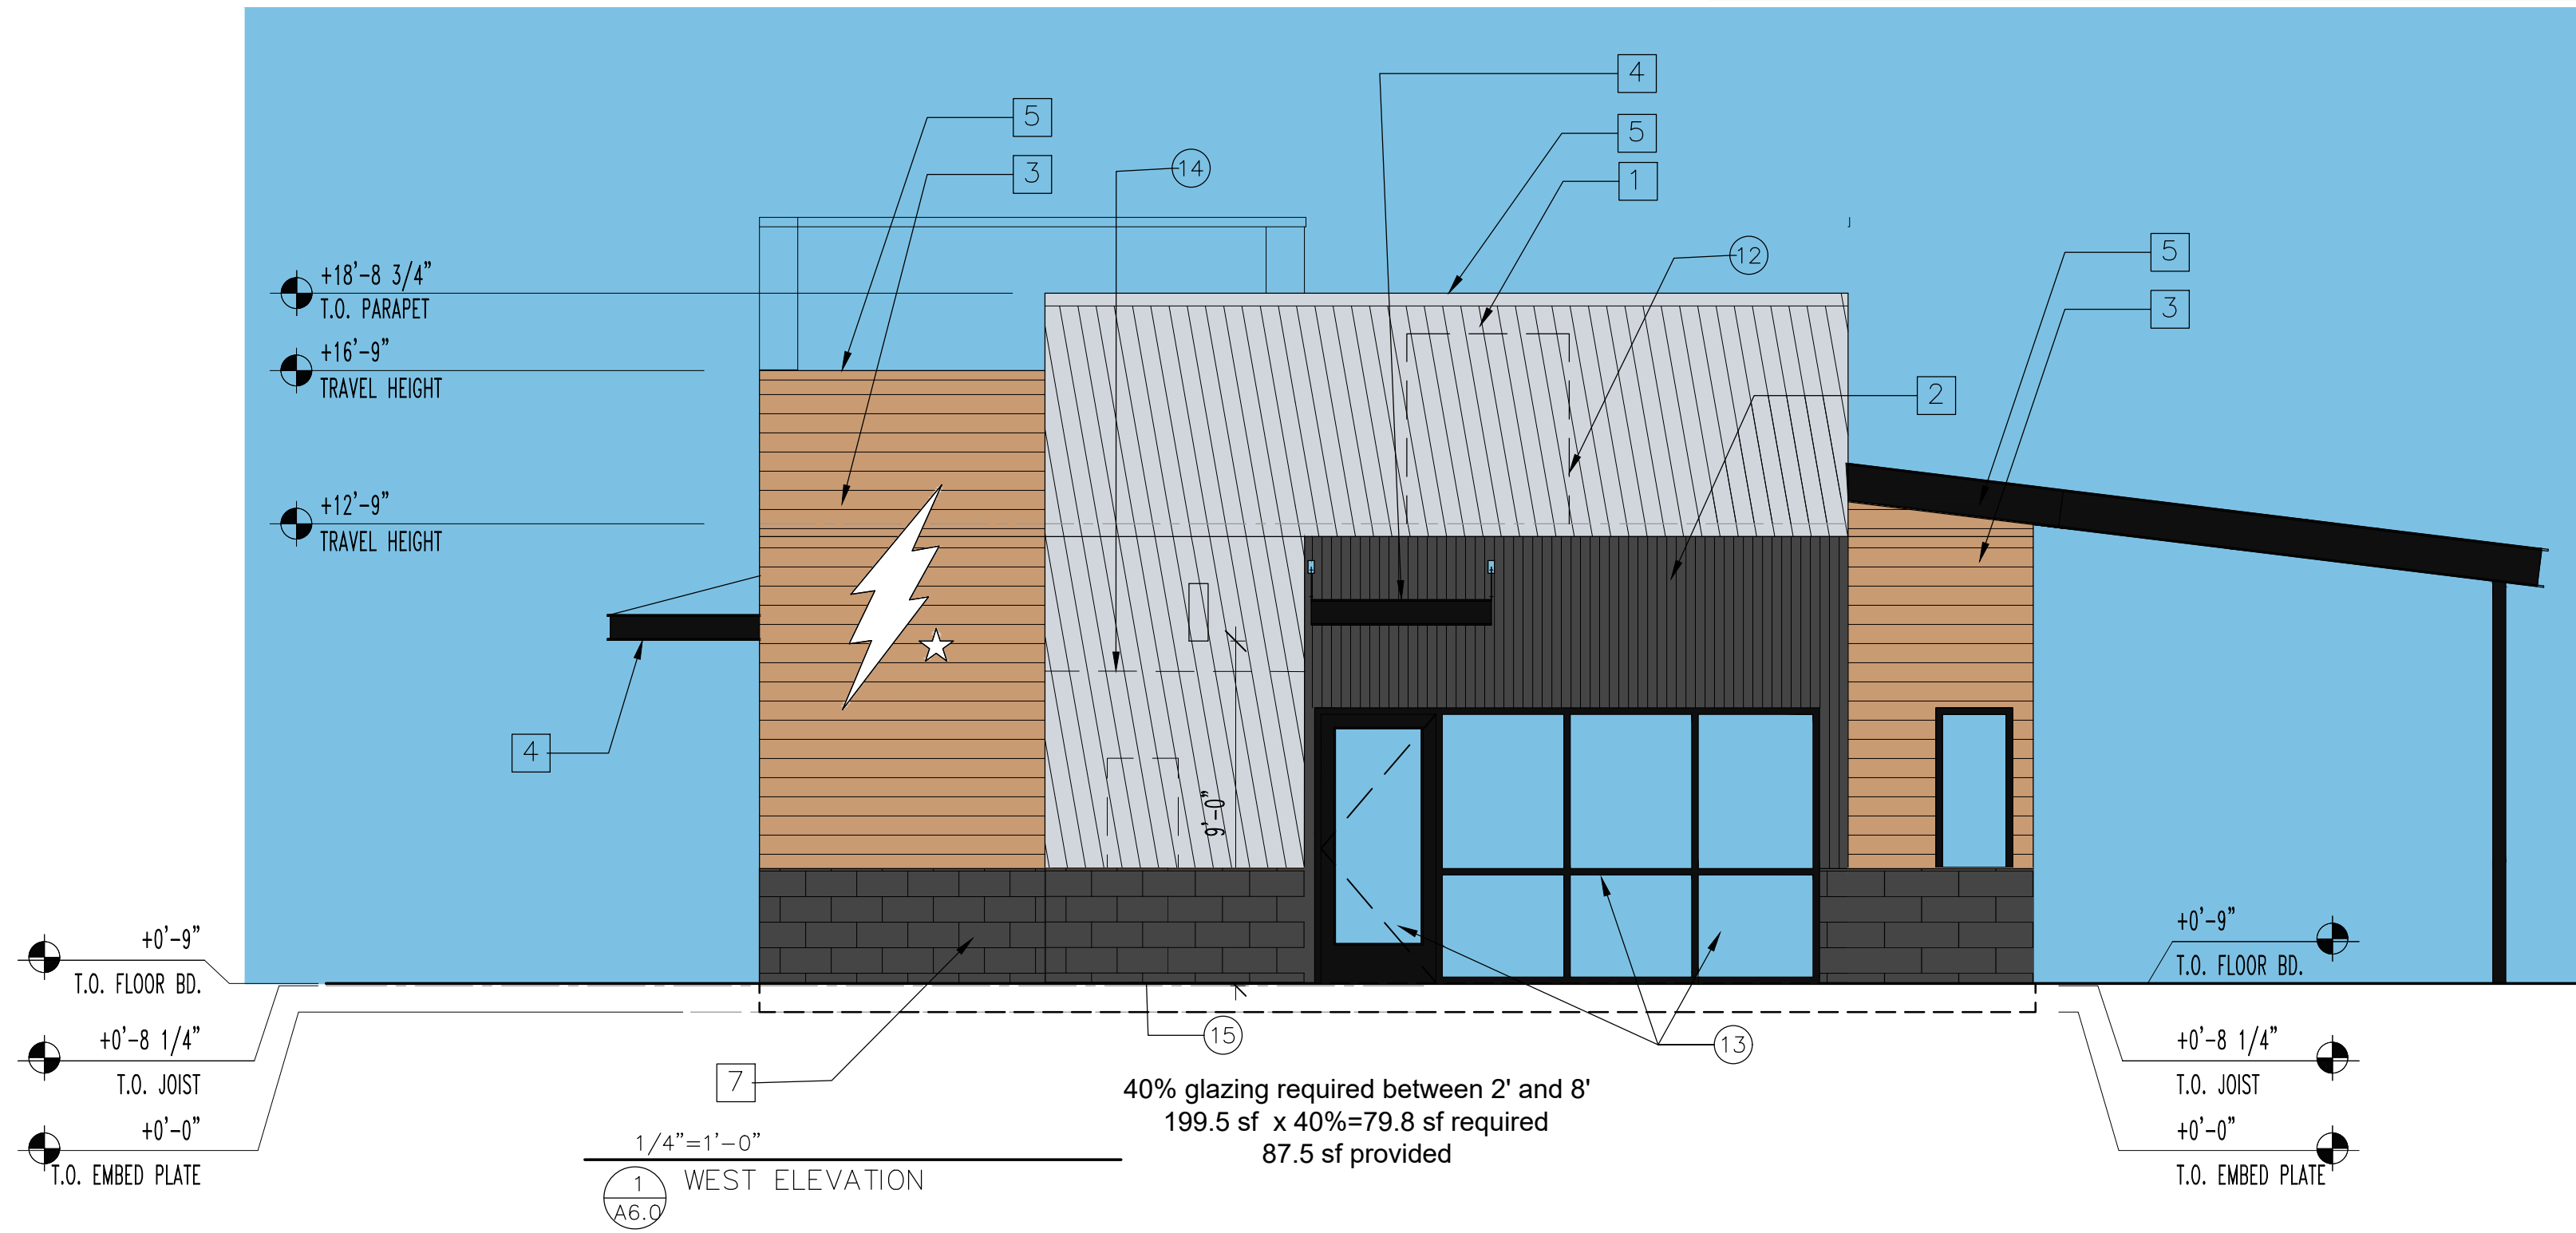 4
5
5
14
3
1
12
5
+18'-8 3/4"
T.O. PARAPET
3
+16'-9"
TRAVEL HEIGHT
2
+12'-9"
TRAVEL HEIGHT
4
9'-0"
+0'-9"
T.O. FLOOR BD.
+0'-9"
T.O. FLOOR BD.
15
13
+0'-8 1/4"
T.O. JOIST
+0'-8 1/4"
T.O. JOIST
7
40% glazing required between 2' and 8'
199.5 sf x 40%=79.8 sf required
87.5 sf provided
+0'-0"
T.O. EMBED PLATE
+0'-0"
T.O. EMBED PLATE
1/4"=1'-0"
1
WEST ELEVATION
A6.0